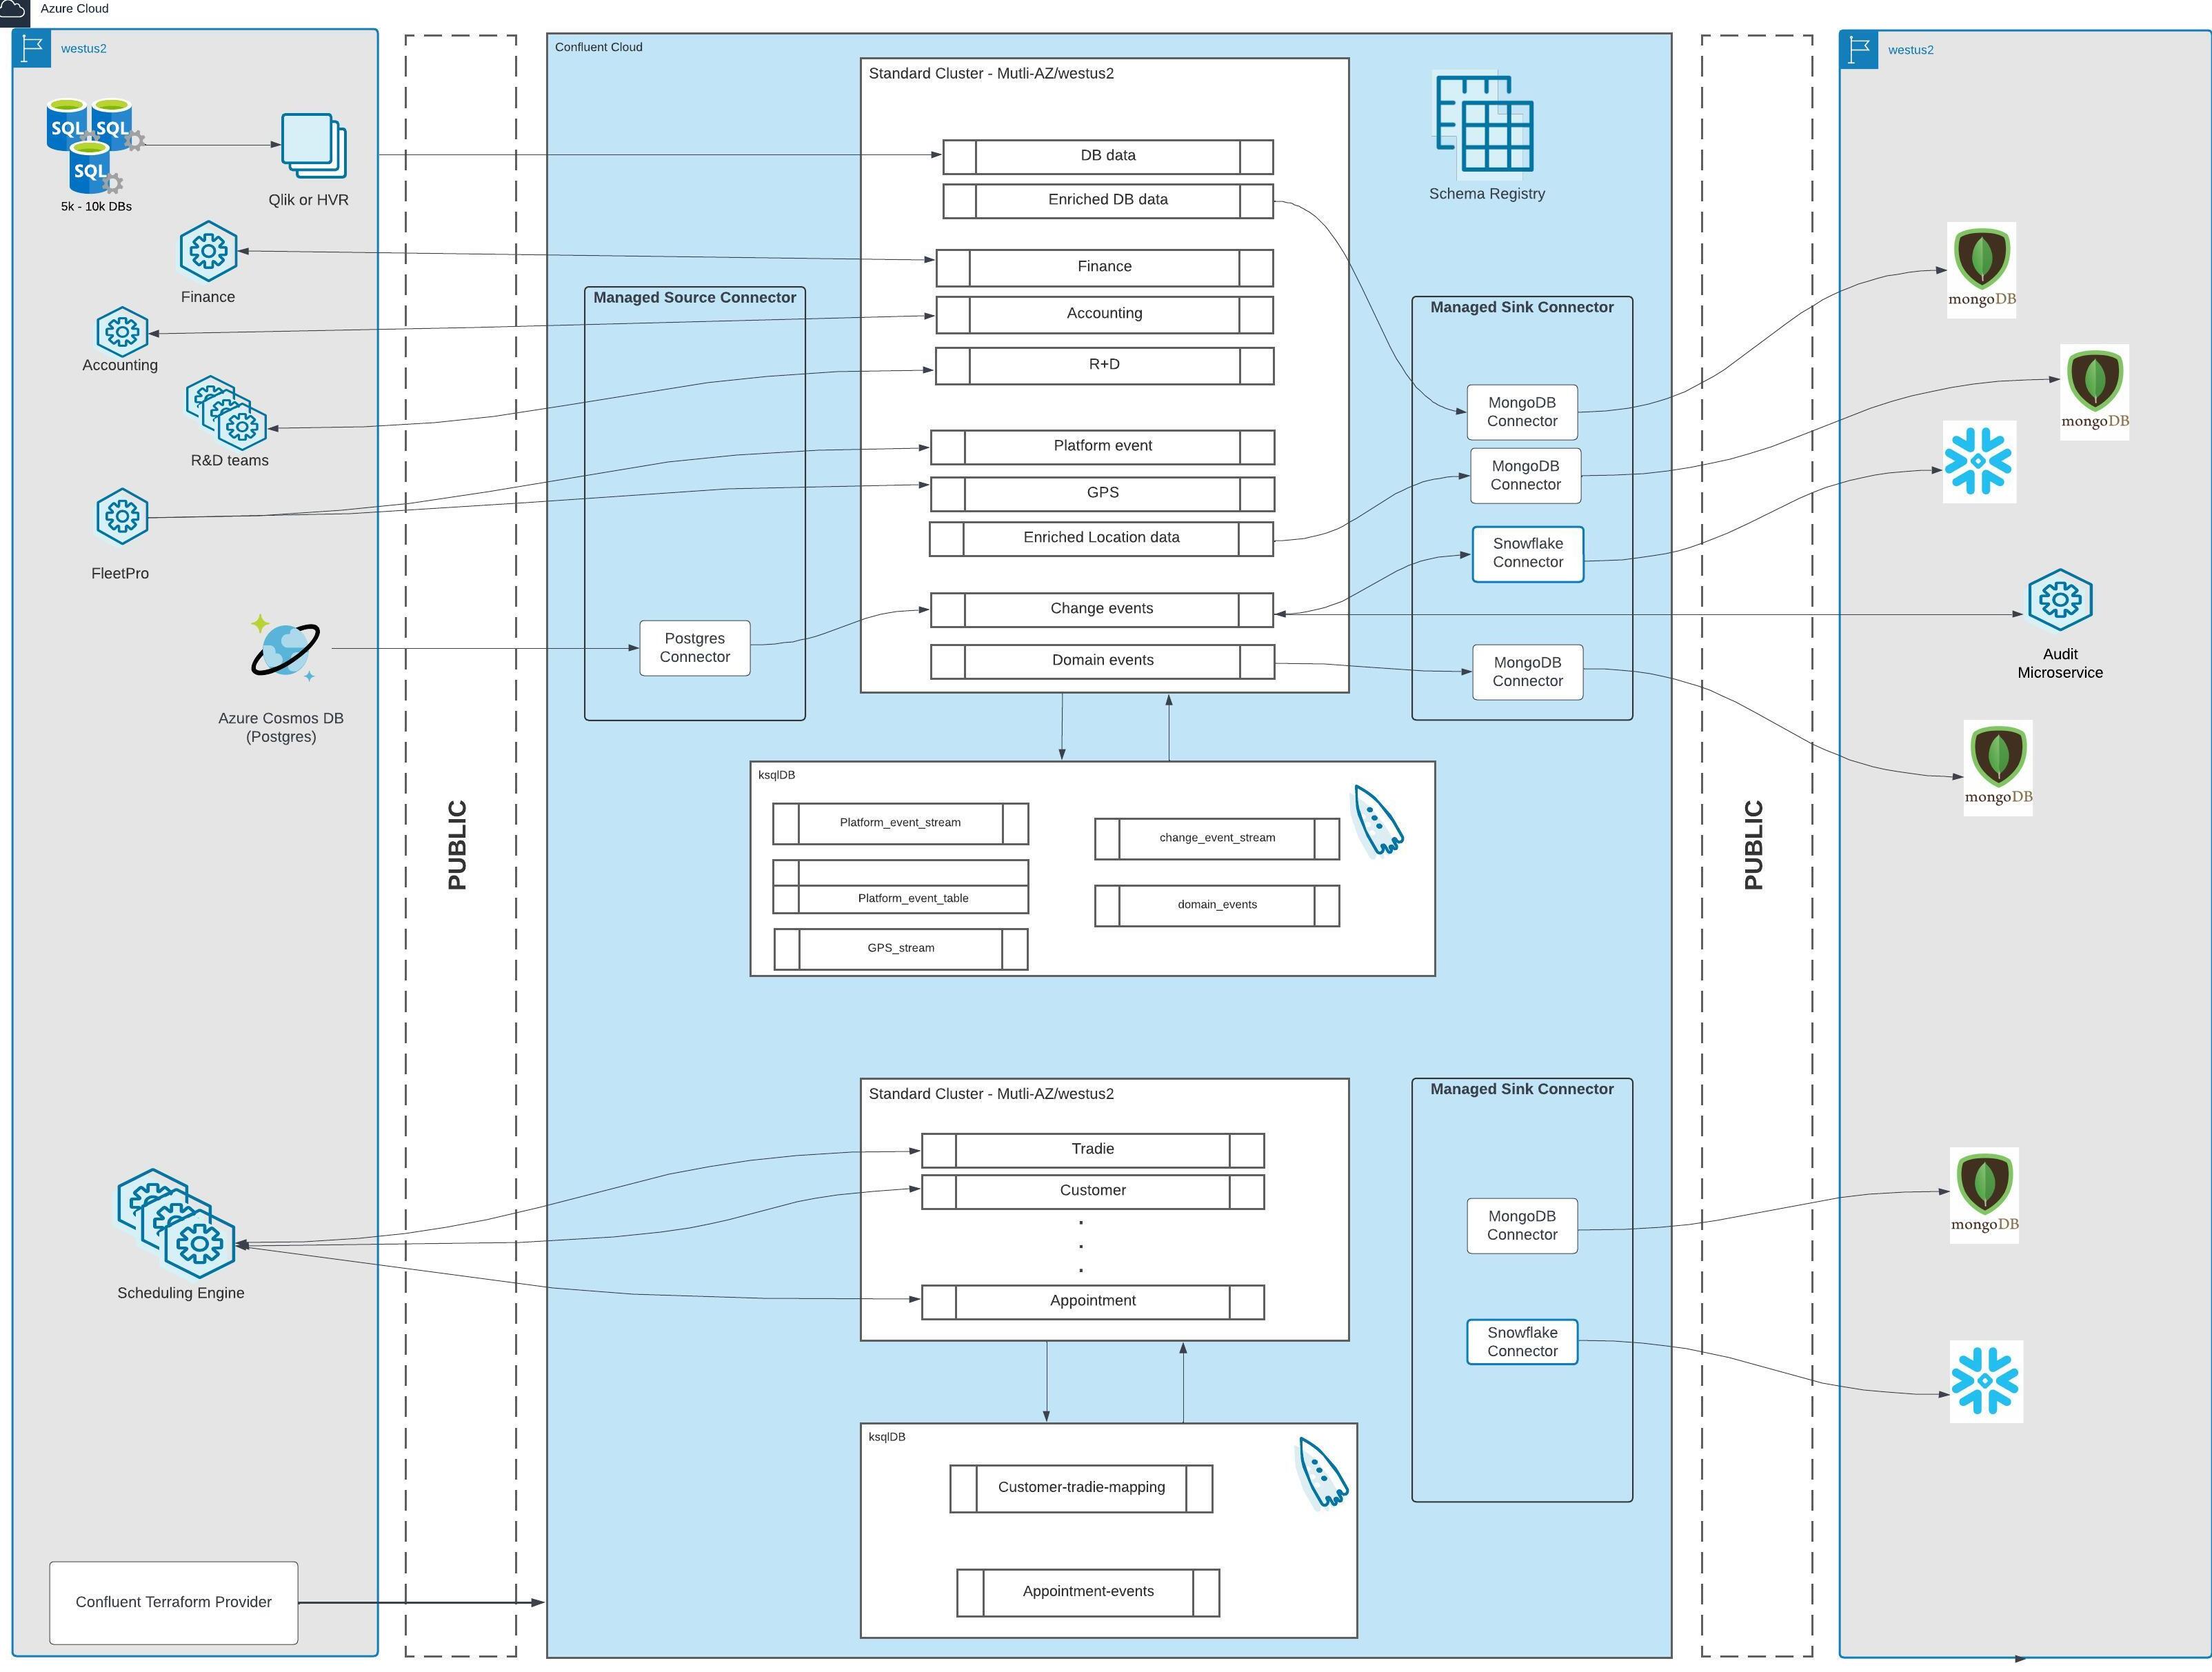 Azure Cloud
westus2
SQL
SQL
SQL
5k - 10k DBs
Qlik or HVR
Finance
Accounting
R&D teams
FleetPro
Azure Cosmos DB
(Postgres)
Scheduling Engine
Confluent Terraform Provider
PUBLIC
Confluent Cloud
Managed Source Connector
Postgres
Connector
Standard Cluster - Mutli-AZ/westus2
DB data
Enriched DB data
Finance
Accounting
R+D
Platform event
GPS
Enriched Location data
Change events
Domain events
Schema Registry
Managed Sink Connector
MongoDB
Connector
MongoDB
Connector
Snowflake
Connector
MongoDB
Connector
ksqlDB
Platform_event_stream
Platform_event_table
GPS_stream
change_event_stream
domain_events
Standard Cluster - Mutli-AZ/westus2
Tradie
Customer
.
.
.
Appointment
Managed Sink Connector
MongoDB
Connector
Snowflake
Connector
ksqlDB
Customer-tradie-mapping
Appointment-events
PUBLIC
westus2
mongoDB
mongoDB
Audit
Microservice
mongoDB
mongoDB